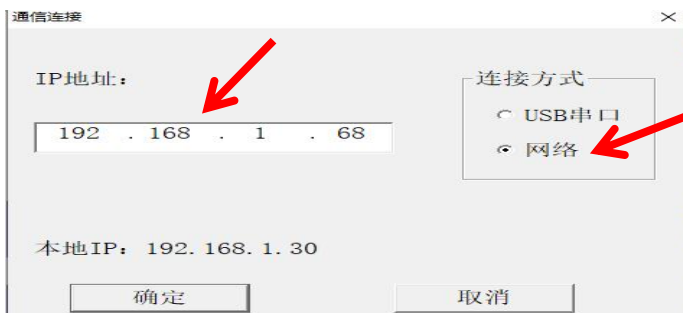 通信连接
IP地址：
192 . 168 . 1 . 68
连接方式
USB串口
网络
本地IP：192.168.1.30
确定
取消